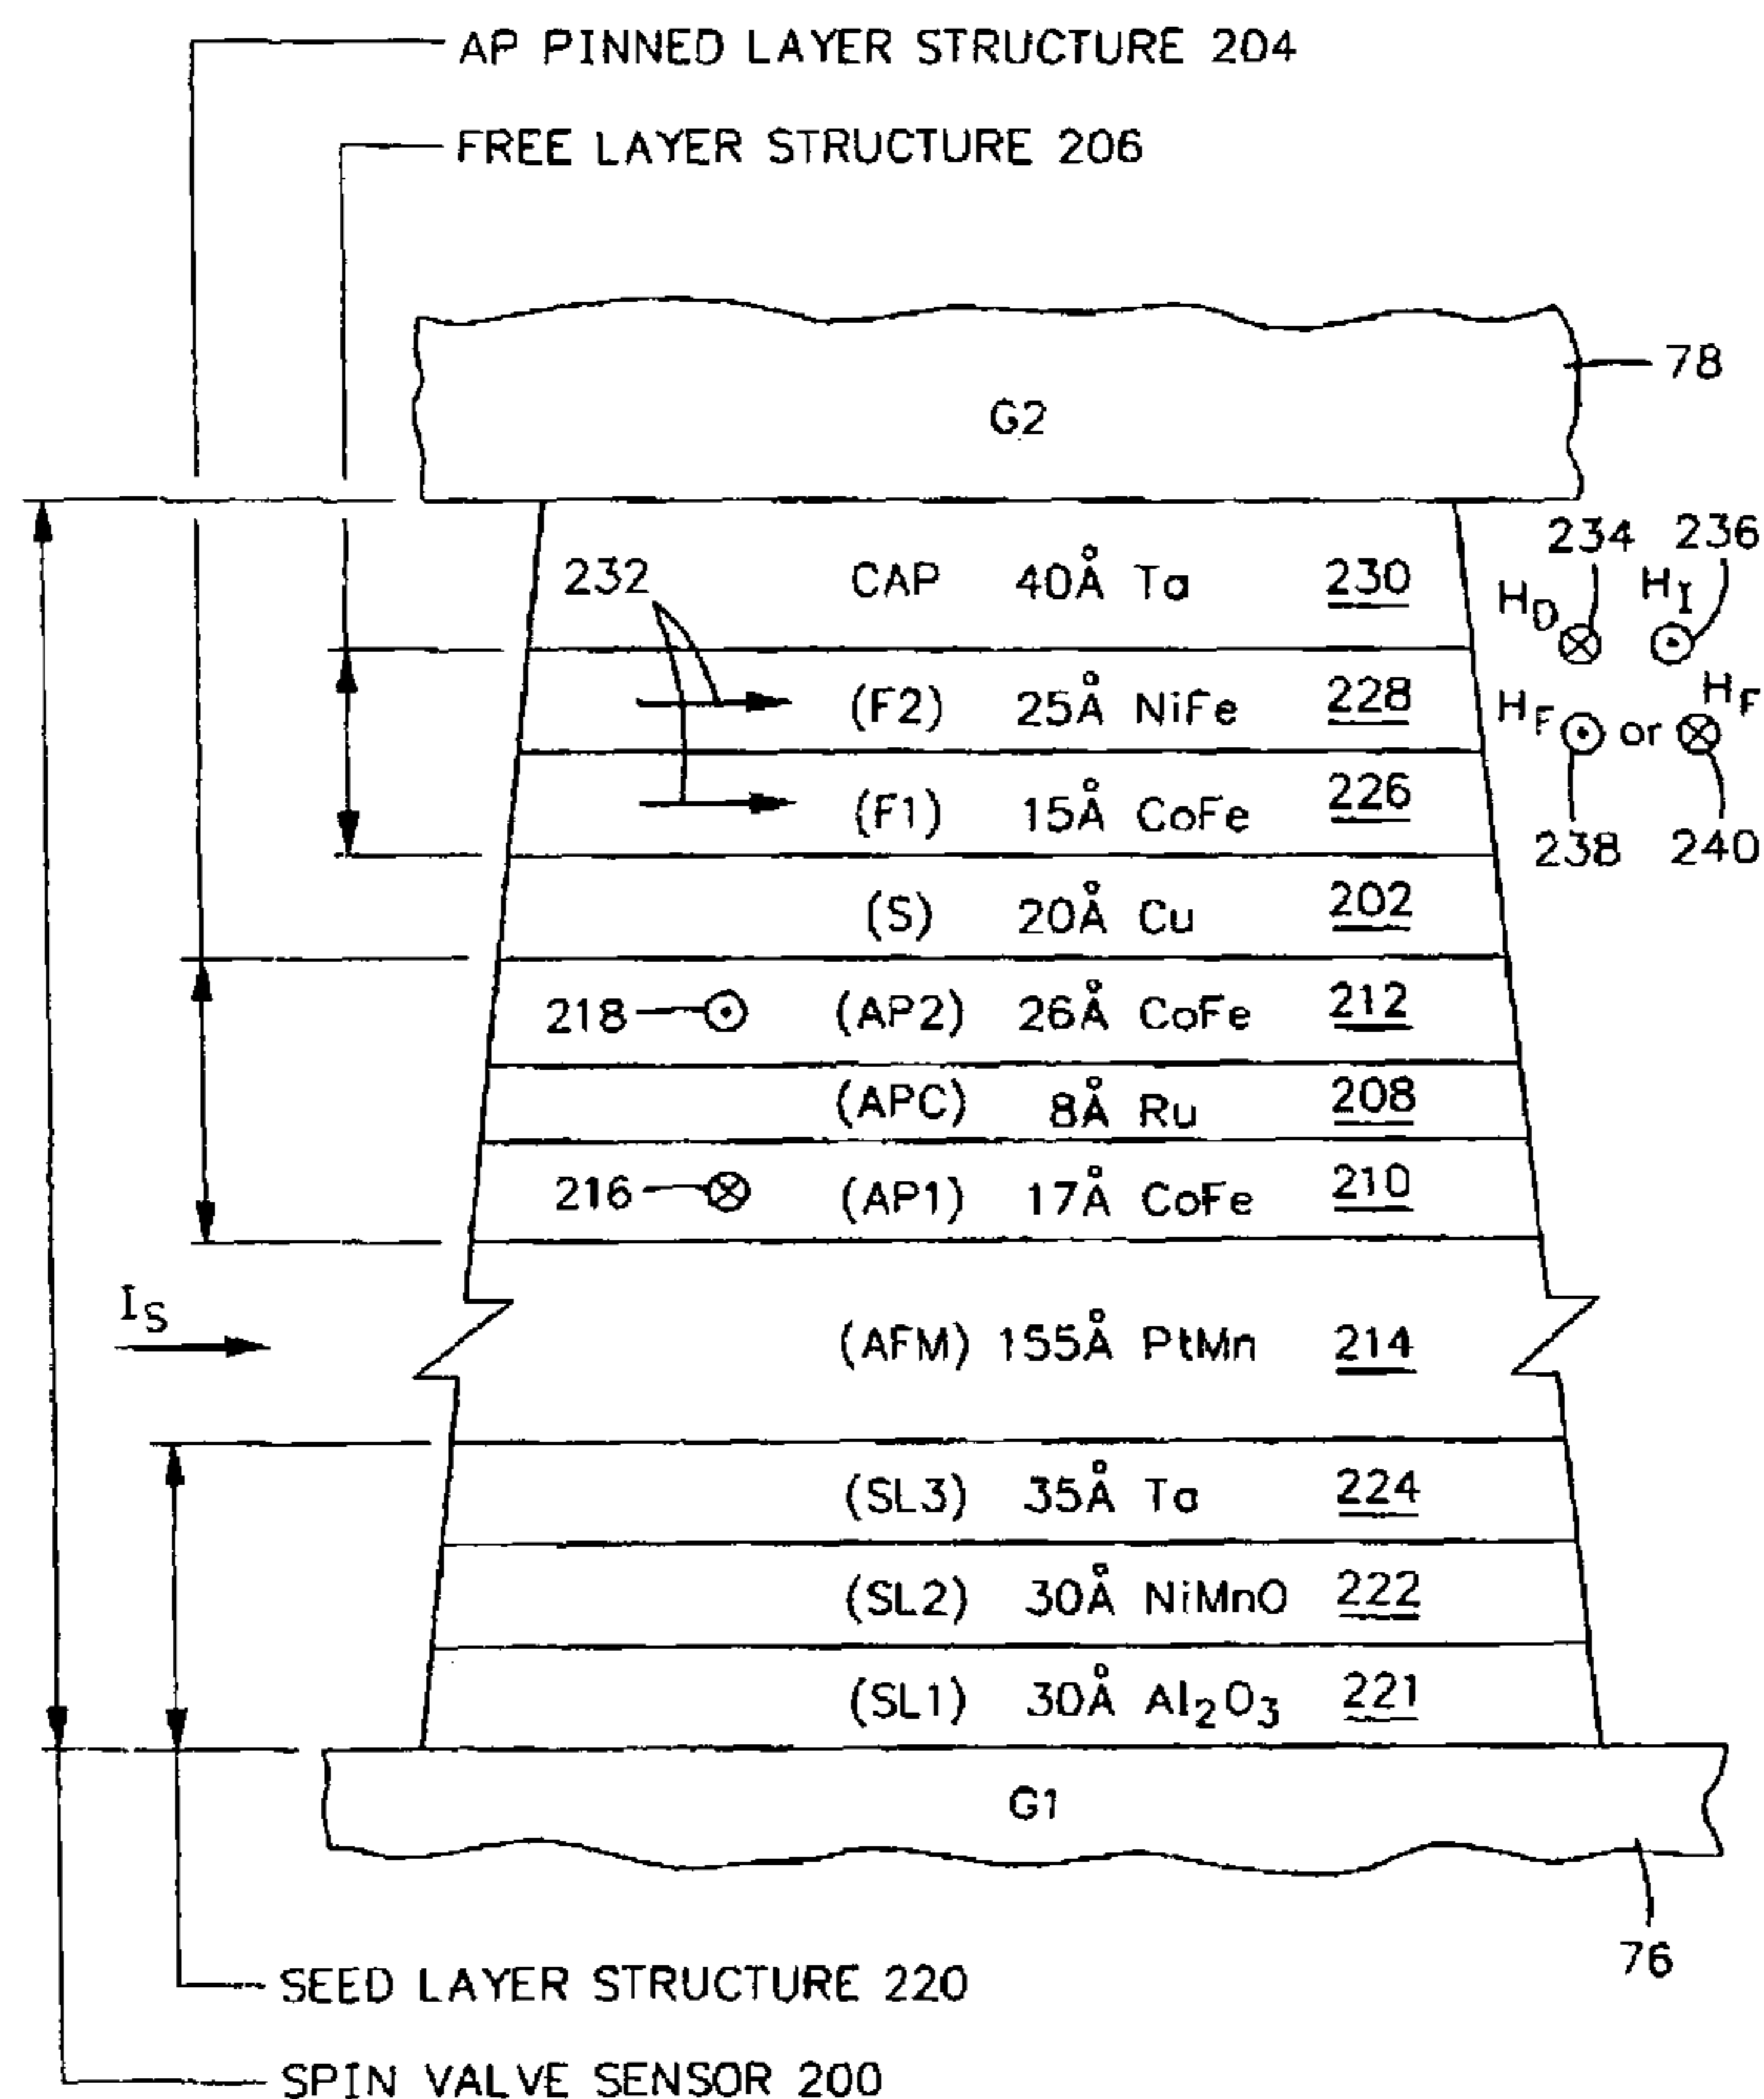 AP PINNED LAYER STRUCTURE 204
FREE LAYER STRUCTURE 206
78
G2
234 236
232 CAP 40Å Ta 230 H_D ⊗ H_I ⊙
(F2) 25Å NiFe 228 H_F ⊙ or ⊗ H_F
(F1) 15Å CoFe 226
238 240
(S) 20Å Cu 202
218 ⊙ (AP2) 26Å CoFe 212
(APC) 8Å Ru 208
216 ⊗ (AP1) 17Å CoFe 210
I_S
(AFM) 155Å PtMn 214
(SL3) 35Å Ta 224
(SL2) 30Å NiMnO 222
(SL1) 30Å Al₂O₃ 221
G1
76
SEED LAYER STRUCTURE 220
SPIN VALVE SENSOR 200